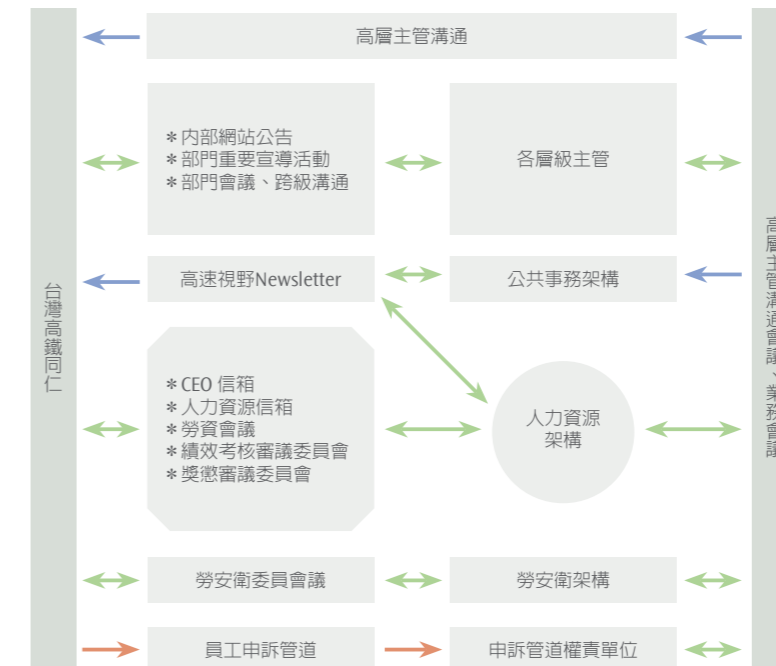 高層主管溝通
＊內部網站公告
＊部門重要宣導活動
＊部門會議、跨級溝通
各層級主管
高速視野Newsletter
公共事務架構
台灣高鐵同仁
＊CEO 信箱
＊人力資源信箱
＊勞資會議
＊績效考核審議委員會
＊獎懲審議委員會
人力資源
架構
高層主管溝通會議、業務會議
勞安衛委員會議
勞安衛架構
員工申訴管道
申訴管道權責單位